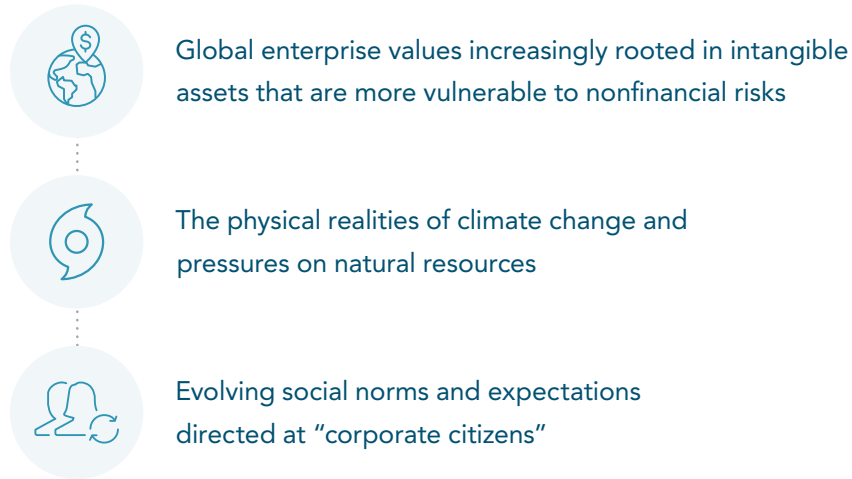 $
Global enterprise values increasingly rooted in intangible
assets that are more vulnerable to nonfinancial risks
The physical realities of climate change and
pressures on natural resources
Evolving social norms and expectations
directed at “corporate citizens”